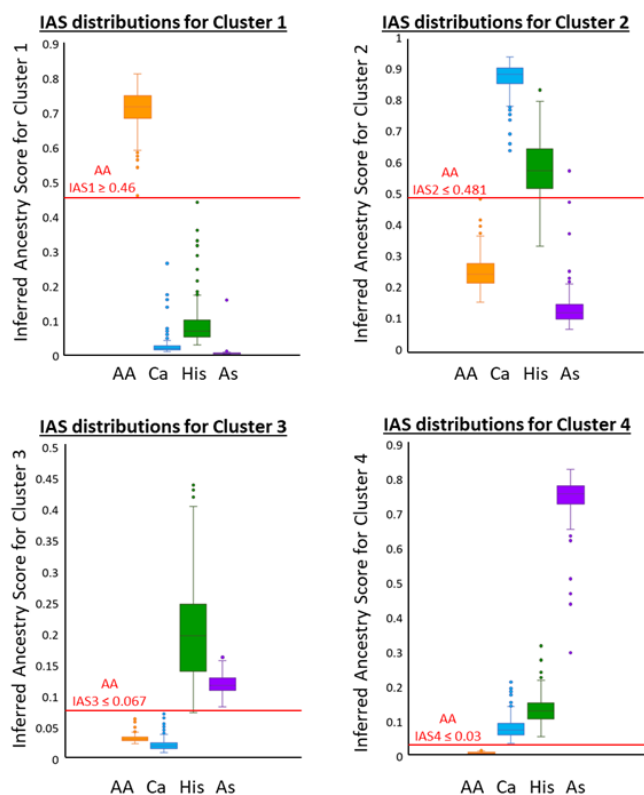 IAS distributions for Cluster 1
Inferred Ancestry Score for Cluster 1
0.9
0.8
0.7
0.6
0.5
0.4
0.3
0.2
0.1
0
AA
IAS1 ≥ 0.46
AA Ca His As
IAS distributions for Cluster 2
Inferred Ancestry Score for Cluster 2
1
0.9
0.8
0.7
0.6
0.5
0.4
0.3
0.2
0.1
0
AA
IAS2 ≤ 0.481
AA Ca His As
IAS distributions for Cluster 3
Inferred Ancestry Score for Cluster 3
0.5
0.45
0.4
0.35
0.3
0.25
0.2
0.15
0.1
0.05
0
AA
IAS3 ≤ 0.067
AA Ca His As
IAS distributions for Cluster 4
Inferred Ancestry Score for Cluster 4
0.9
0.8
0.7
0.6
0.5
0.4
0.3
0.2
0.1
0
AA
IAS4 ≤ 0.03
AA Ca His As